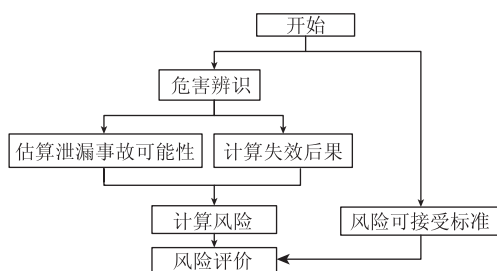 开始
危害辨识
估算泄漏事故可能性
计算失效后果
计算风险
风险可接受标准
风险评价